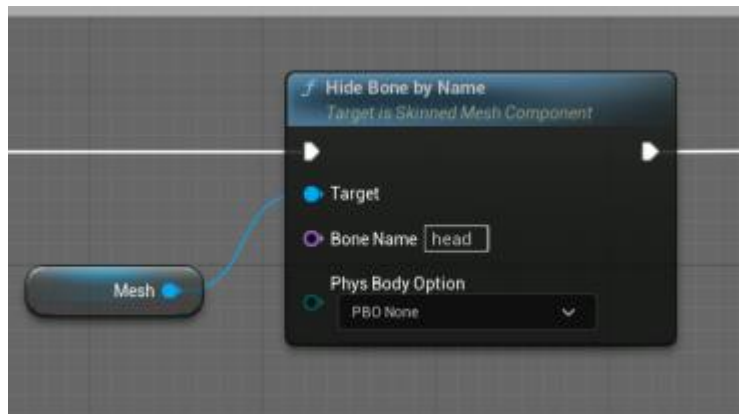 f Hide Bone by Name
Target is Skinned Mesh Component
Target
Bone Name head
Mesh
Phys Body Option
PBO None